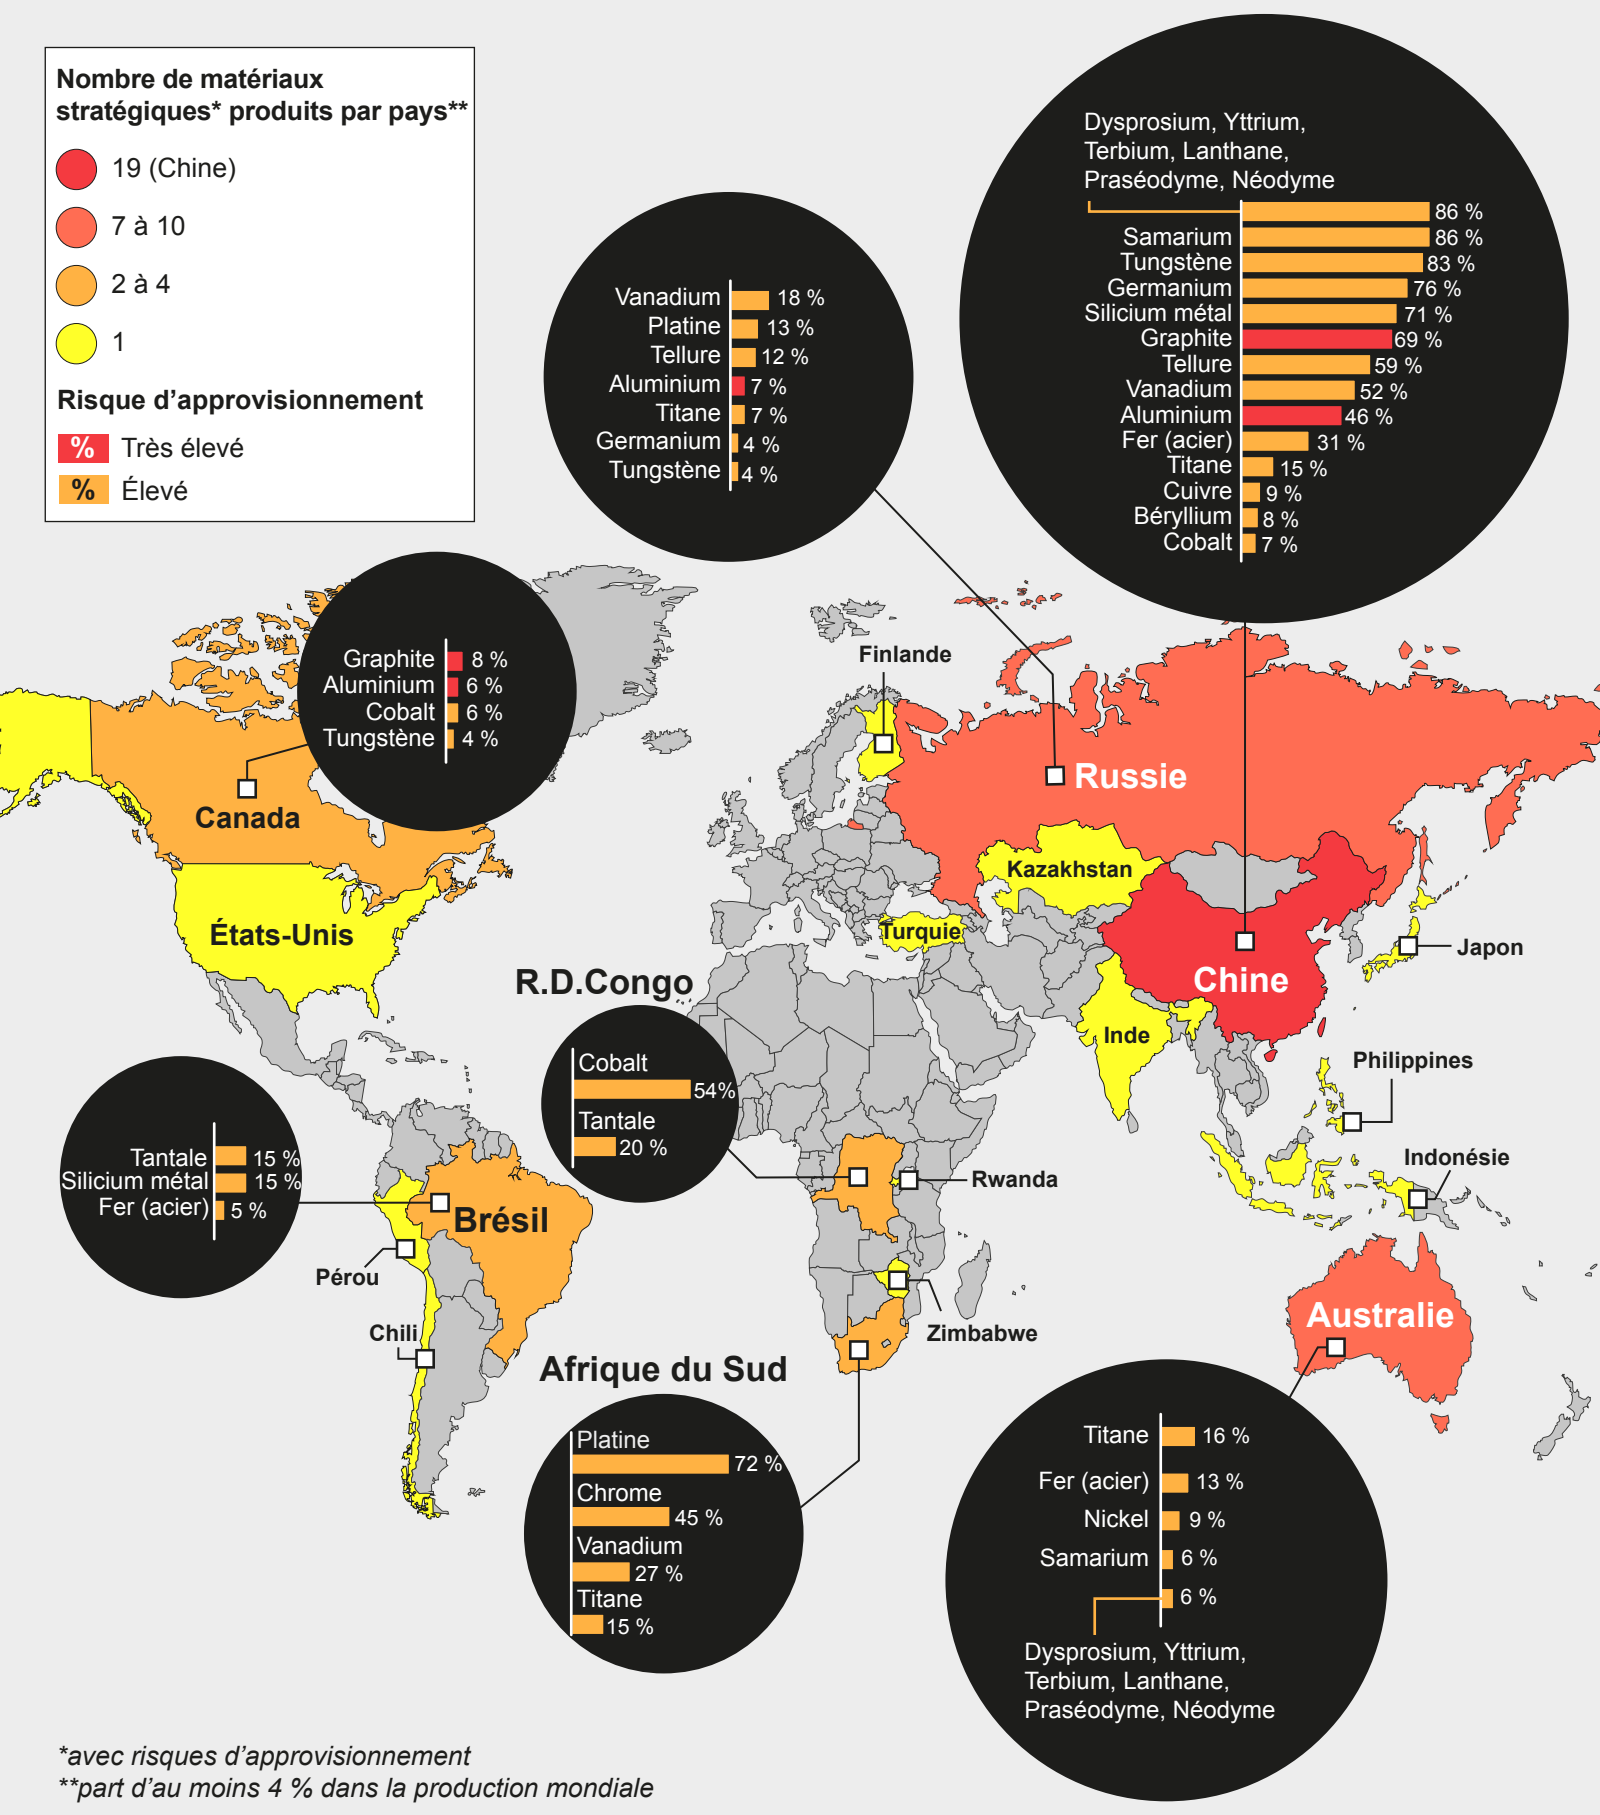 Nombre de matériaux
stratégiques* produits par pays**
19 (Chine)
7 à 10
2 à 4
1
Risque d’approvisionnement
% Très élevé
% Élevé
Dysprosium, Yttrium,
Terbium, Lanthane,
Praséodyme, Néodyme
86 %
Samarium 86 %
Tungstène 83 %
Germanium 76 %
Silicium métal 71 %
Graphite 69 %
Tellure 59 %
Vanadium 52 %
Aluminium 46 %
Fer (acier) 31 %
Titane 15 %
Cuivre 9 %
Béryllium 8 %
Cobalt 7 %
Vanadium 18 %
Platine 13 %
Tellure 12 %
Aluminium 7 %
Titane 7 %
Germanium 4 %
Tungstène 4 %
Graphite 8 %
Aluminium 6 %
Cobalt 6 %
Tungstène 4 %
Finlande
Russie
Canada
Kazakhstan
États-Unis
Turquie
Japon
Chine
R.D.Congo
Inde
Cobalt
54%
Tantale
20 %
Philippines
Tantale 15 %
Silicium métal 15 %
Fer (acier) 5 %
Indonésie
Rwanda
Brésil
Pérou
Chili
Zimbabwe
Australie
Afrique du Sud
Platine
72 %
Chrome
45 %
Vanadium
27 %
Titane
15 %
Titane 16 %
Fer (acier) 13 %
Nickel 9 %
Samarium 6 %
6 %
Dysprosium, Yttrium,
Terbium, Lanthane,
Praséodyme, Néodyme
*avec risques d’approvisionnement
**part d’au moins 4 % dans la production mondiale